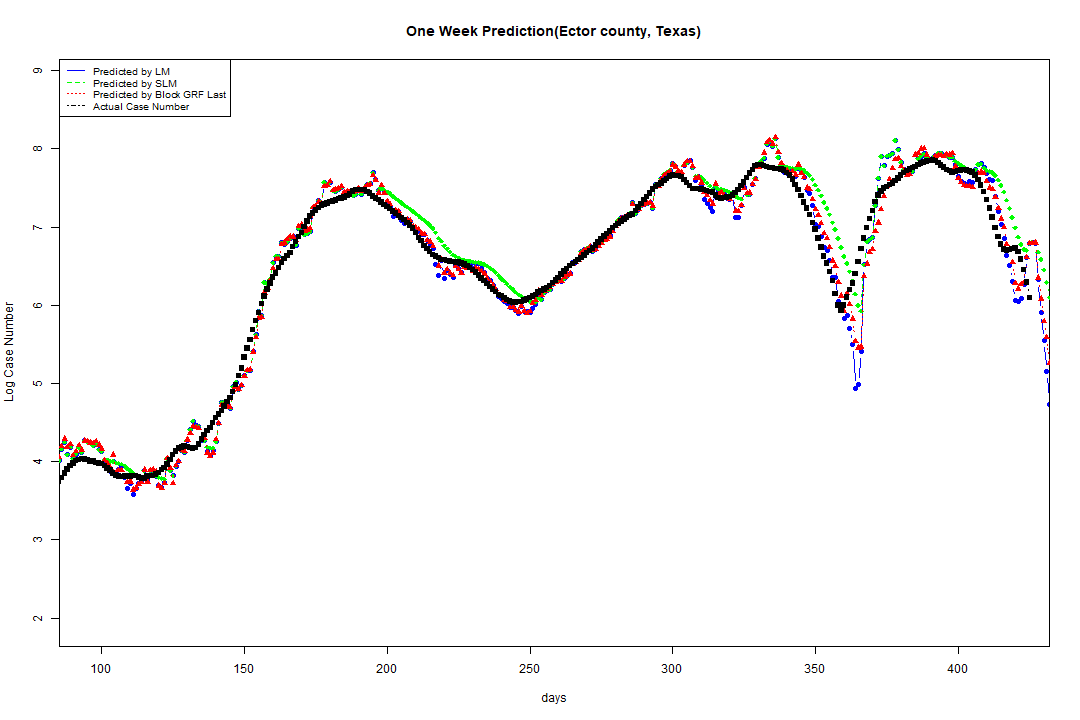 One Week Prediction(Ector county, Texas)
Predicted by LM
Predicted by SLM
Predicted by Block GRF Last
Actual Case Number
9
8
7
6
5
4
3
2
Log Case Number
100 150 200 250 300 350 400
days